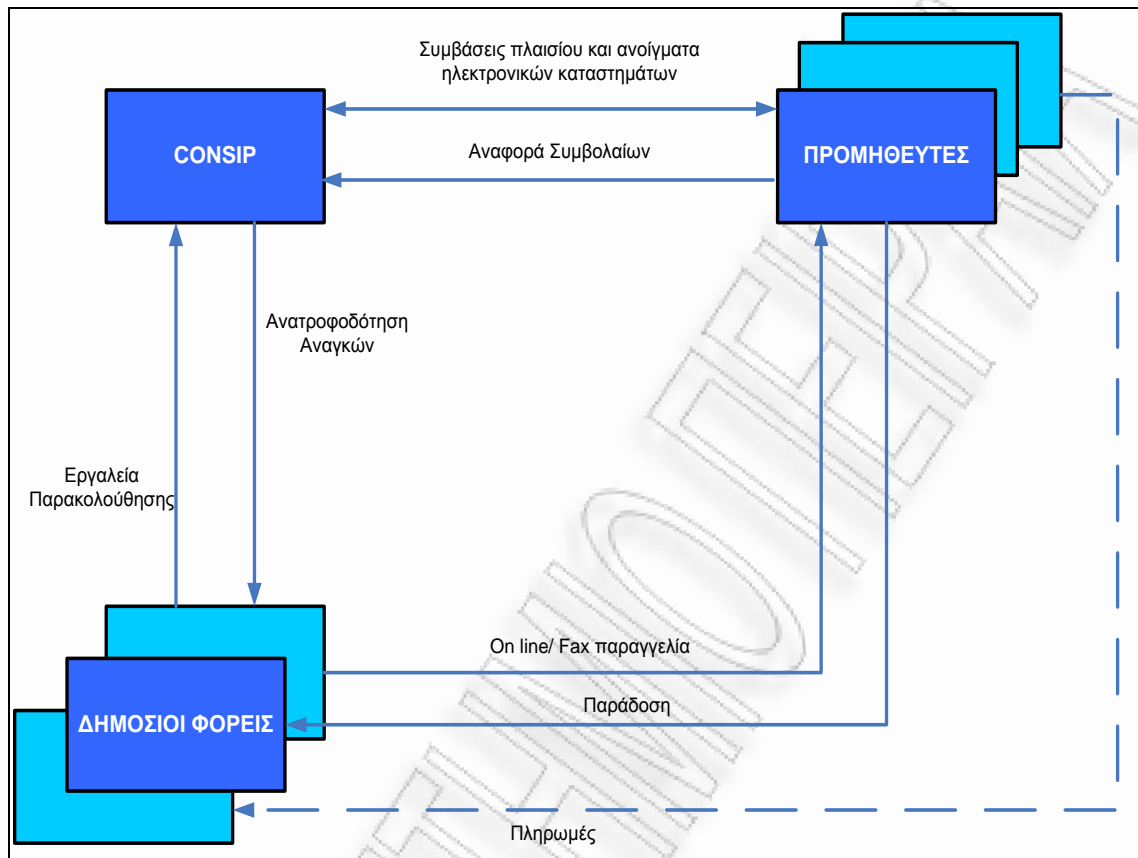 Συμβάσεις πλαισίου και ανοίγματα
ηλεκτρονικών καταστημάτων
CONSIP
ΠΡΟΜΗΘΕΥΤΕΣ
Αναφορά Συμβολαίων
Ανατροφοδότηση
Αναγκών
Εργαλεία
Παρακολούθησης
On line/ Fax παραγγελία
Παράδοση
ΔΗΜΟΣΙΟΙ ΦΟΡΕΙΣ
Πληρωμές